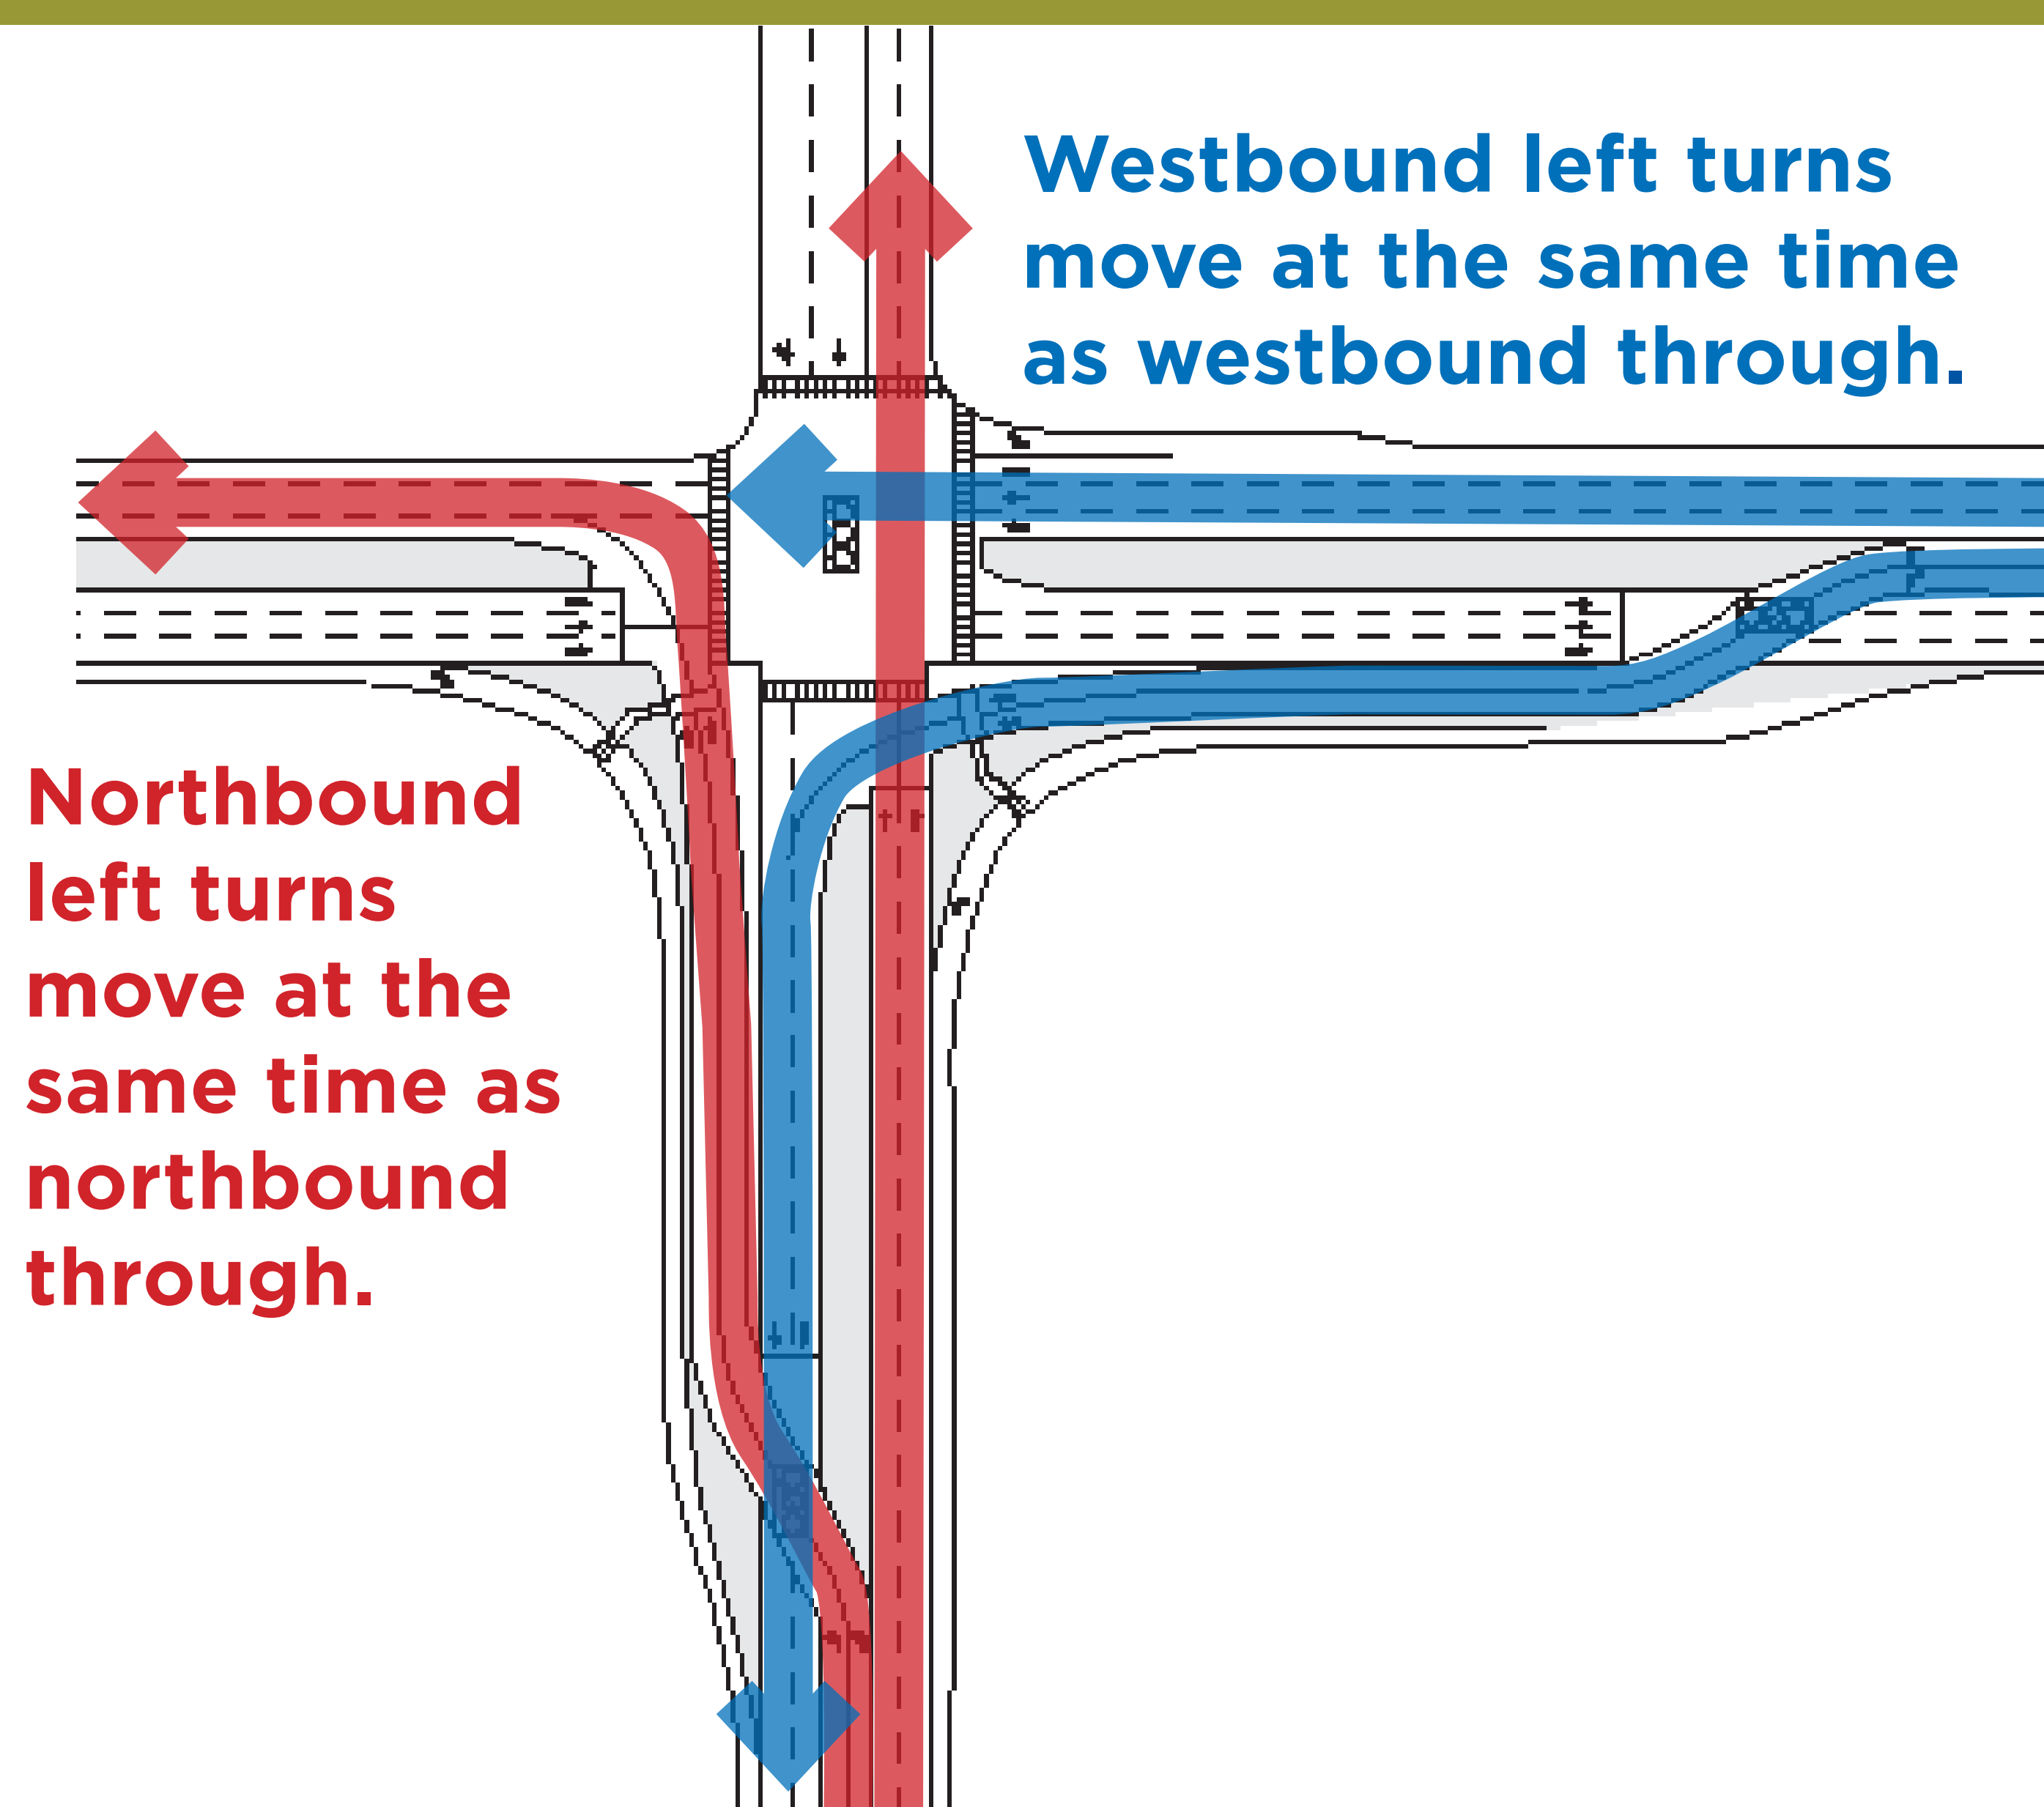 Westbound left turns
move at the same time
as westbound through.
Northbound
left turns
move at the
same time as
northbound
through.